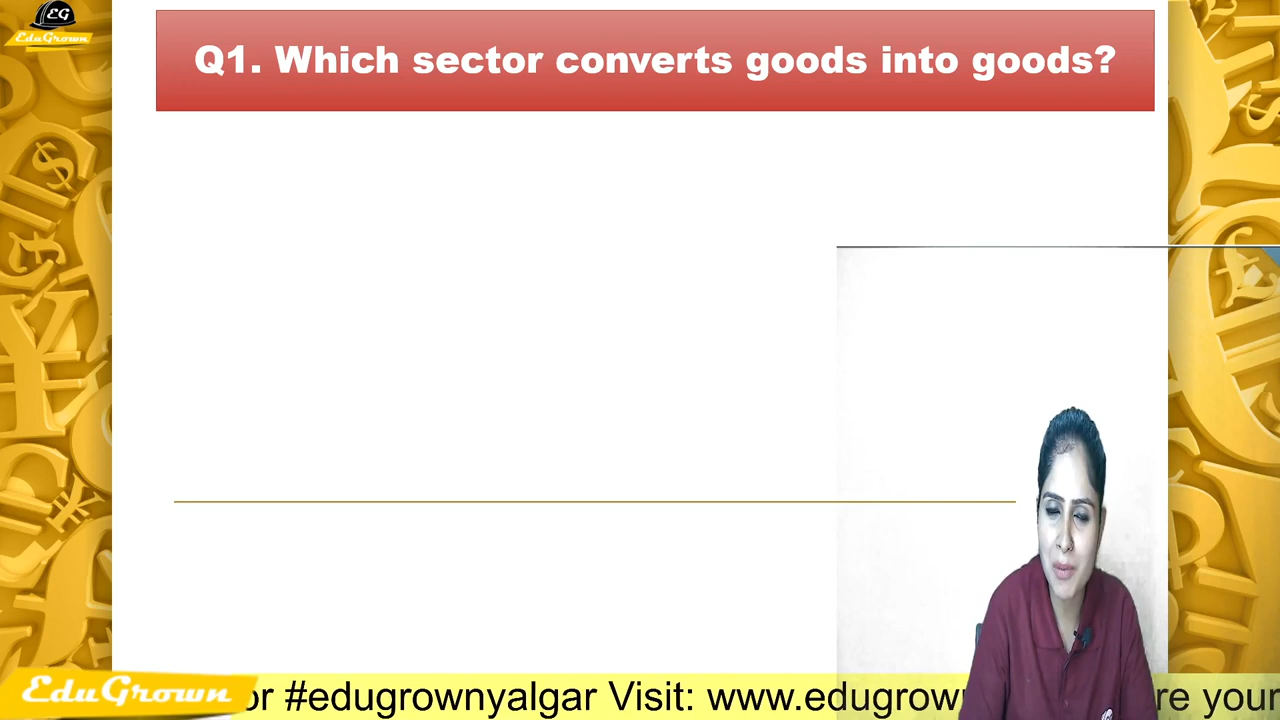 EG
EduGrown
Q1. Which sector converts goods into goods?
EduGrown
or #edugrownyalgar Visit: www.edugrow
re your